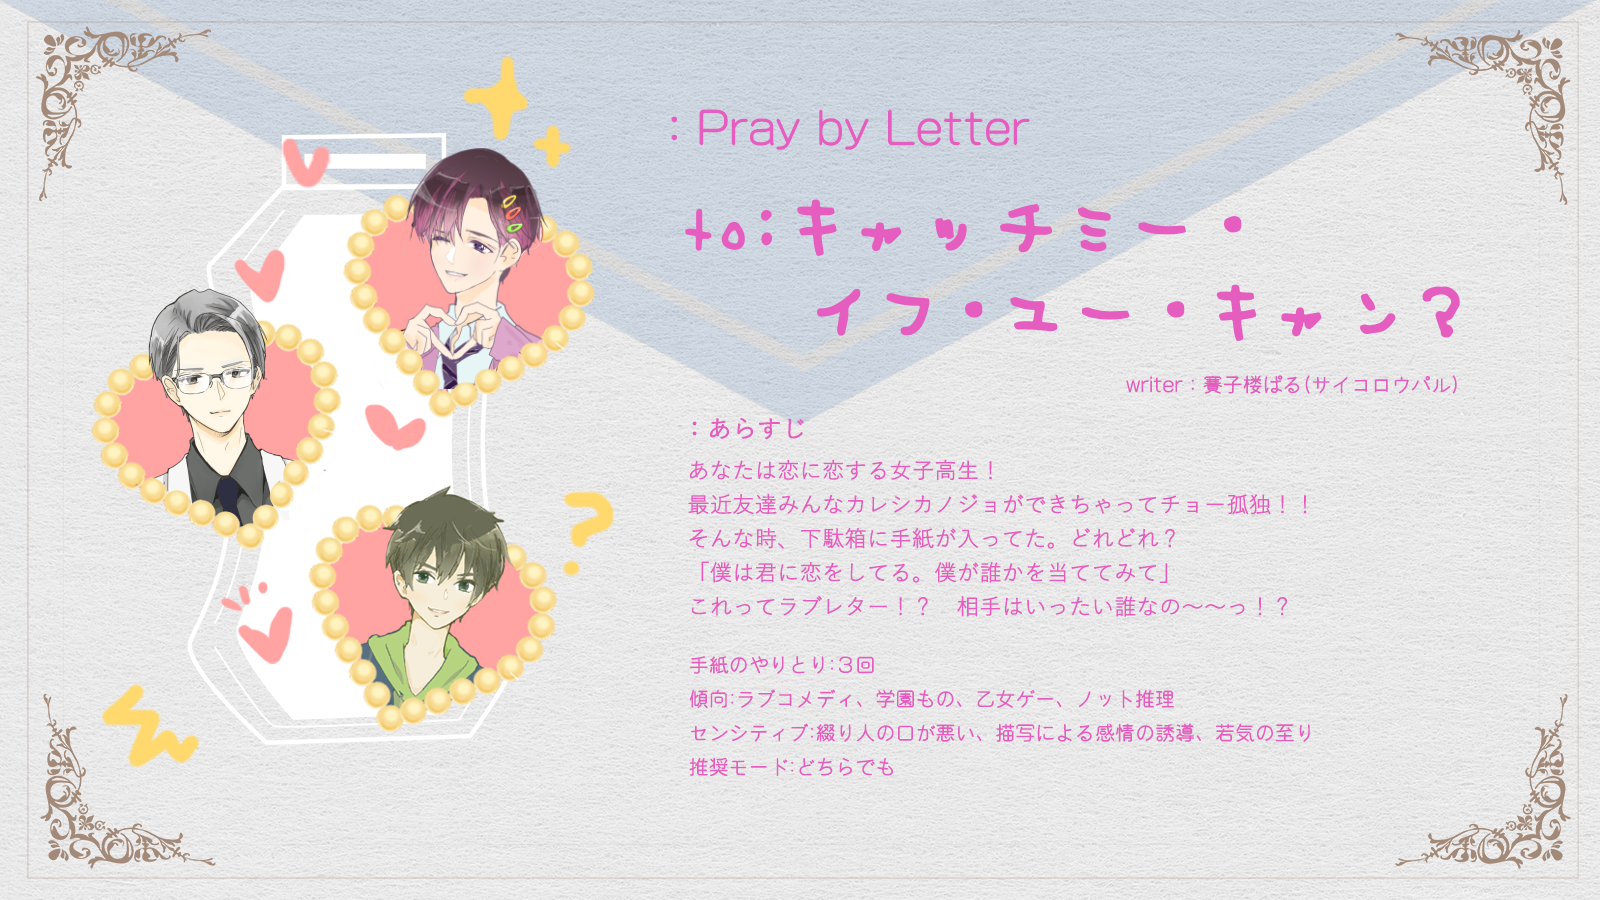 : Pray by Letter
to:キャッチミー・
イフ・ユー・キャン？
writer：賽子楼ぱる(サイコロウパル)
：あらすじ
あなたは恋に恋する女子高生！
最近友達みんなカレシカノジョができちゃってチョー孤独！！
そんな時、下駄箱に手紙が入ってた。どれどれ？
「僕は君に恋をしてる。僕が誰かを当ててみて」
これってラブレター！？　相手はいったい誰なの〜〜っ！？
手紙のやりとり:３回
傾向:ラブコメディ、学園もの、乙女ゲー、ノット推理
センシティブ:綴り人の口が悪い、描写による感情の誘導、若気の至り
推奨モード:どちらでも